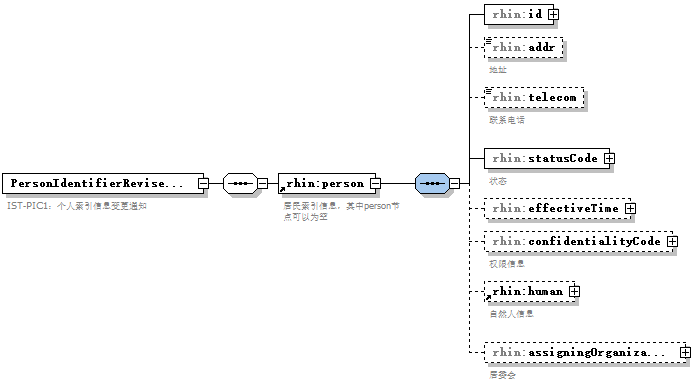 rhin:id
rhin:addr
地址
rhin:telecom
联系电话
rhin:statusCode
状态
PersonIdentifierRevise...
IST-PIC1：个人索引信息变更通知
rhin:person
居民索引信息，其中person节
点可以为空
rhin:effectiveTime
rhin:confidentialityCode
权限信息
rhin:human
自然人信息
rhin:assigningOrganiza...
居委会